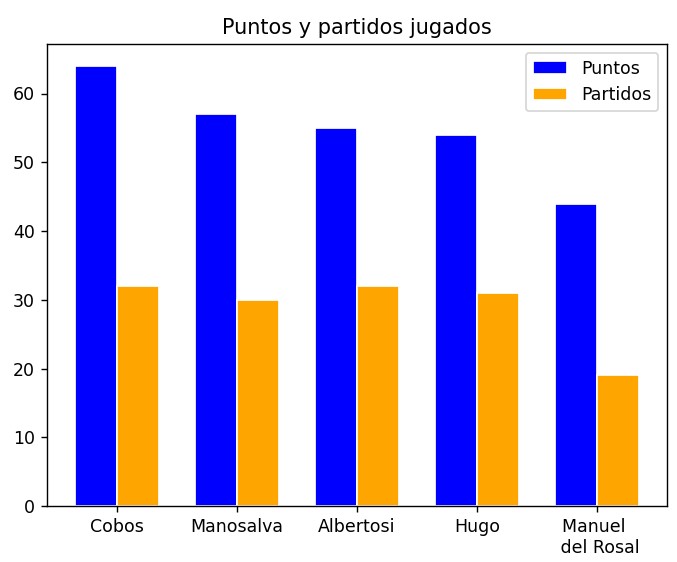 Puntos y partidos jugados
Puntos
Partidos
60
50
40
30
20
10
0
Cobos Manosalva Albertosi Hugo Manuel
del Rosal